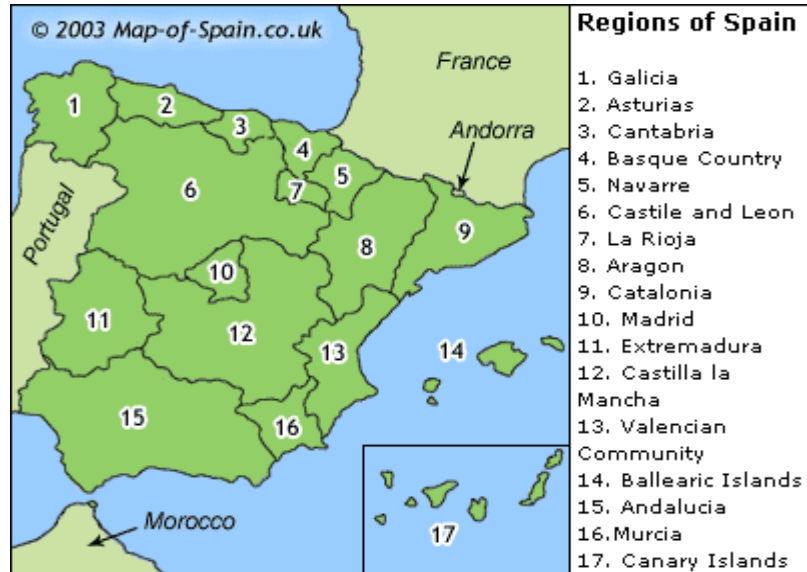 © 2003 Map-of-Spain.co.uk
France
Andorra
Portugal
Morocco
1
2
3
4
5
6
7
8
9
10
11
12
13
14
15
16
17
Regions of Spain
1. Galicia
2. Asturias
3. Cantabria
4. Basque Country
5. Navarre
6. Castile and Leon
7. La Rioja
8. Aragon
9. Catalonia
10. Madrid
11. Extremadura
12. Castilla la
Mancha
13. Valencian
Community
14. Ballearic Islands
15. Andalucia
16.Murcia
17. Canary Islands